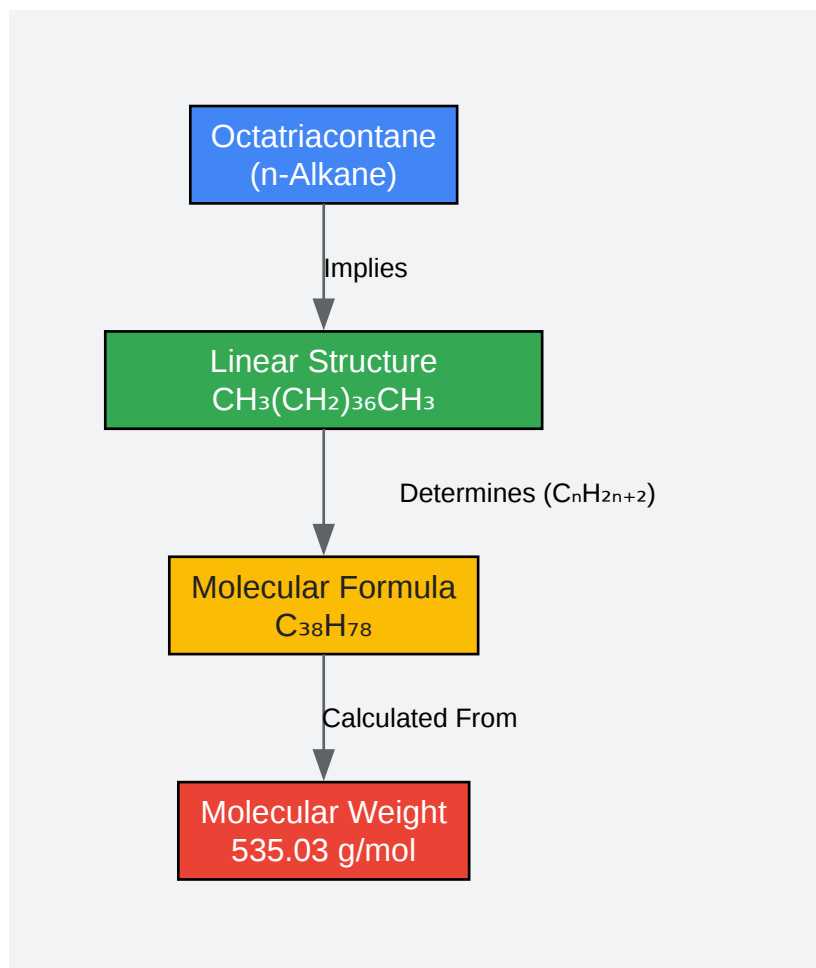 Octatriacontane
(n-Alkane)
Implies
Linear Structure
CH₃(CH₂)₃₆CH₃
Determines (CₙH₂ₙ₊₂)
Molecular Formula
C₃₈H₇₈
Calculated From
Molecular Weight
535.03 g/mol